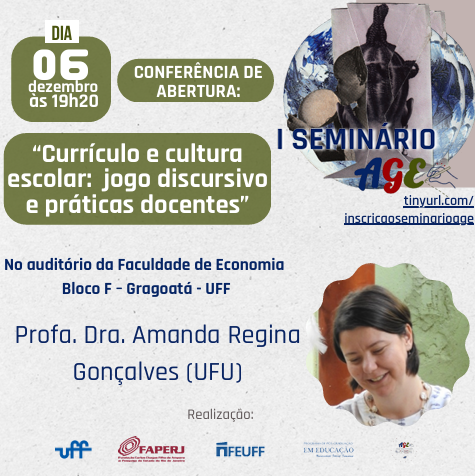 DIA
06
dezembro
às 19h20
CONFERÊNCIA DE
ABERTURA:
I SEMINÁRIO
AGE
tinyurl.com/
inscricaoseminarioage
“Currículo e cultura
escolar: jogo discursivo
e práticas docentes”
No auditório da Faculdade de Economia
Bloco F – Gragoatá - UFF
Profa. Dra. Amanda Regina
Gonçalves (UFU)
Realização:
uff
FAPERJ
FEUFF
EM EDUCAÇÃO
AGE